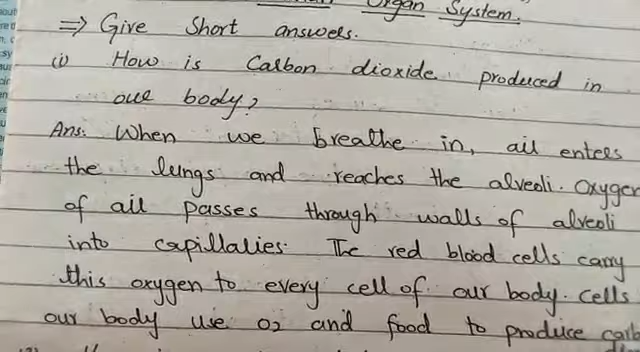 Organ System.
⇒ Give Short answers.
(i) How is Carbon dioxide produced in
our body?
Ans: When we breathe in, air enters
the lungs and reaches the alveoli. Oxygen
of air passes through walls of alveoli
into capillaries. The red blood cells carry
this oxygen to every cell of our body. cells
our body use O2 and food to produce carb